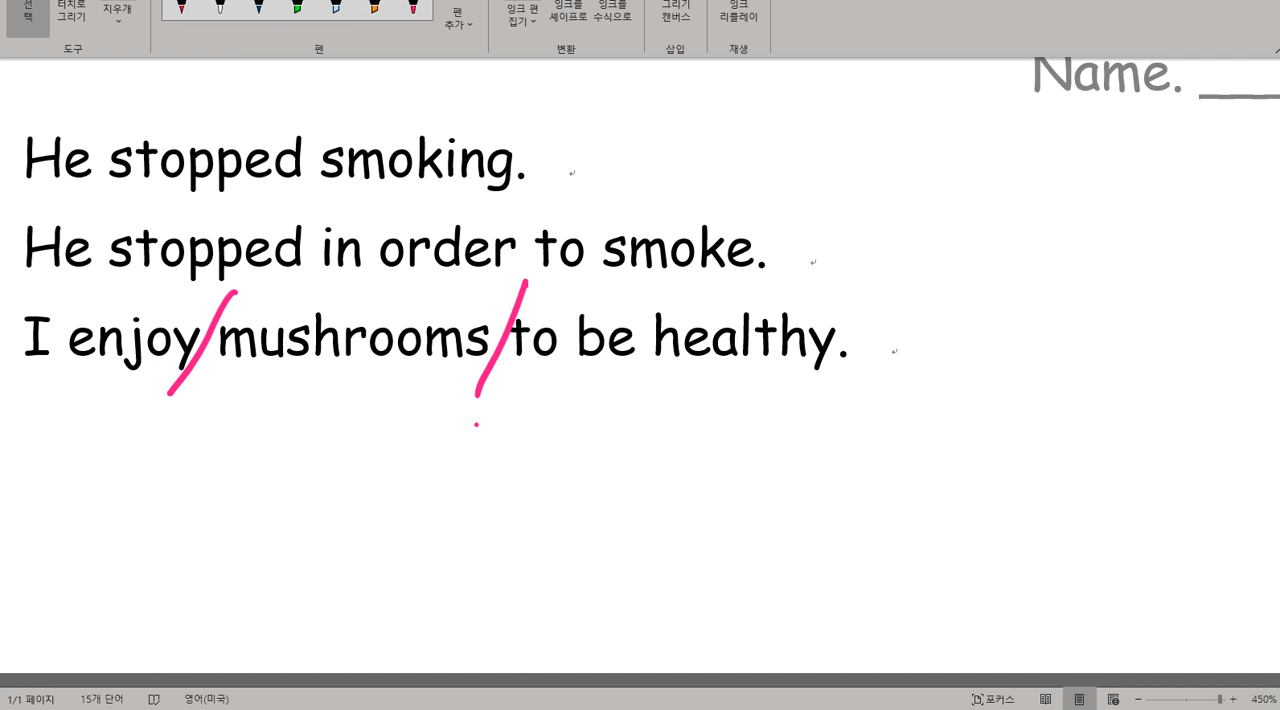 선 터치로 지우개 펜 잉크 편 잉크를 잉크를 그리기 잉크
택 그리기 추가 집기 셰이프로 수식으로 캔버스 리플레이
도구 펜 변환 삽입 재생
Name. ____
He stopped smoking.
He stopped in order to smoke.
I enjoy mushrooms to be healthy.
1/1 페이지 15개 단어 영어(미국) 포커스 450%